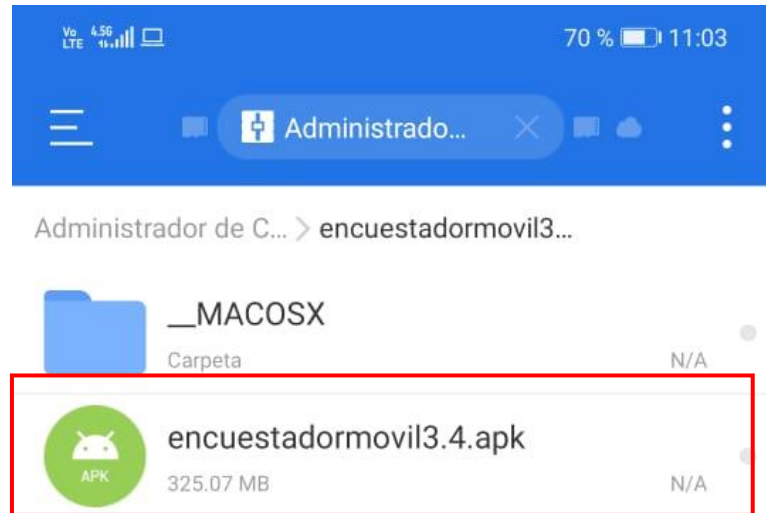 Vo LTE 4.5G 70 % 11:03
Administrado...
Administrador de C... > encuestadormovil3...
__MACOSX
Carpeta N/A
encuestadormovil3.4.apk
APK
325.07 MB N/A